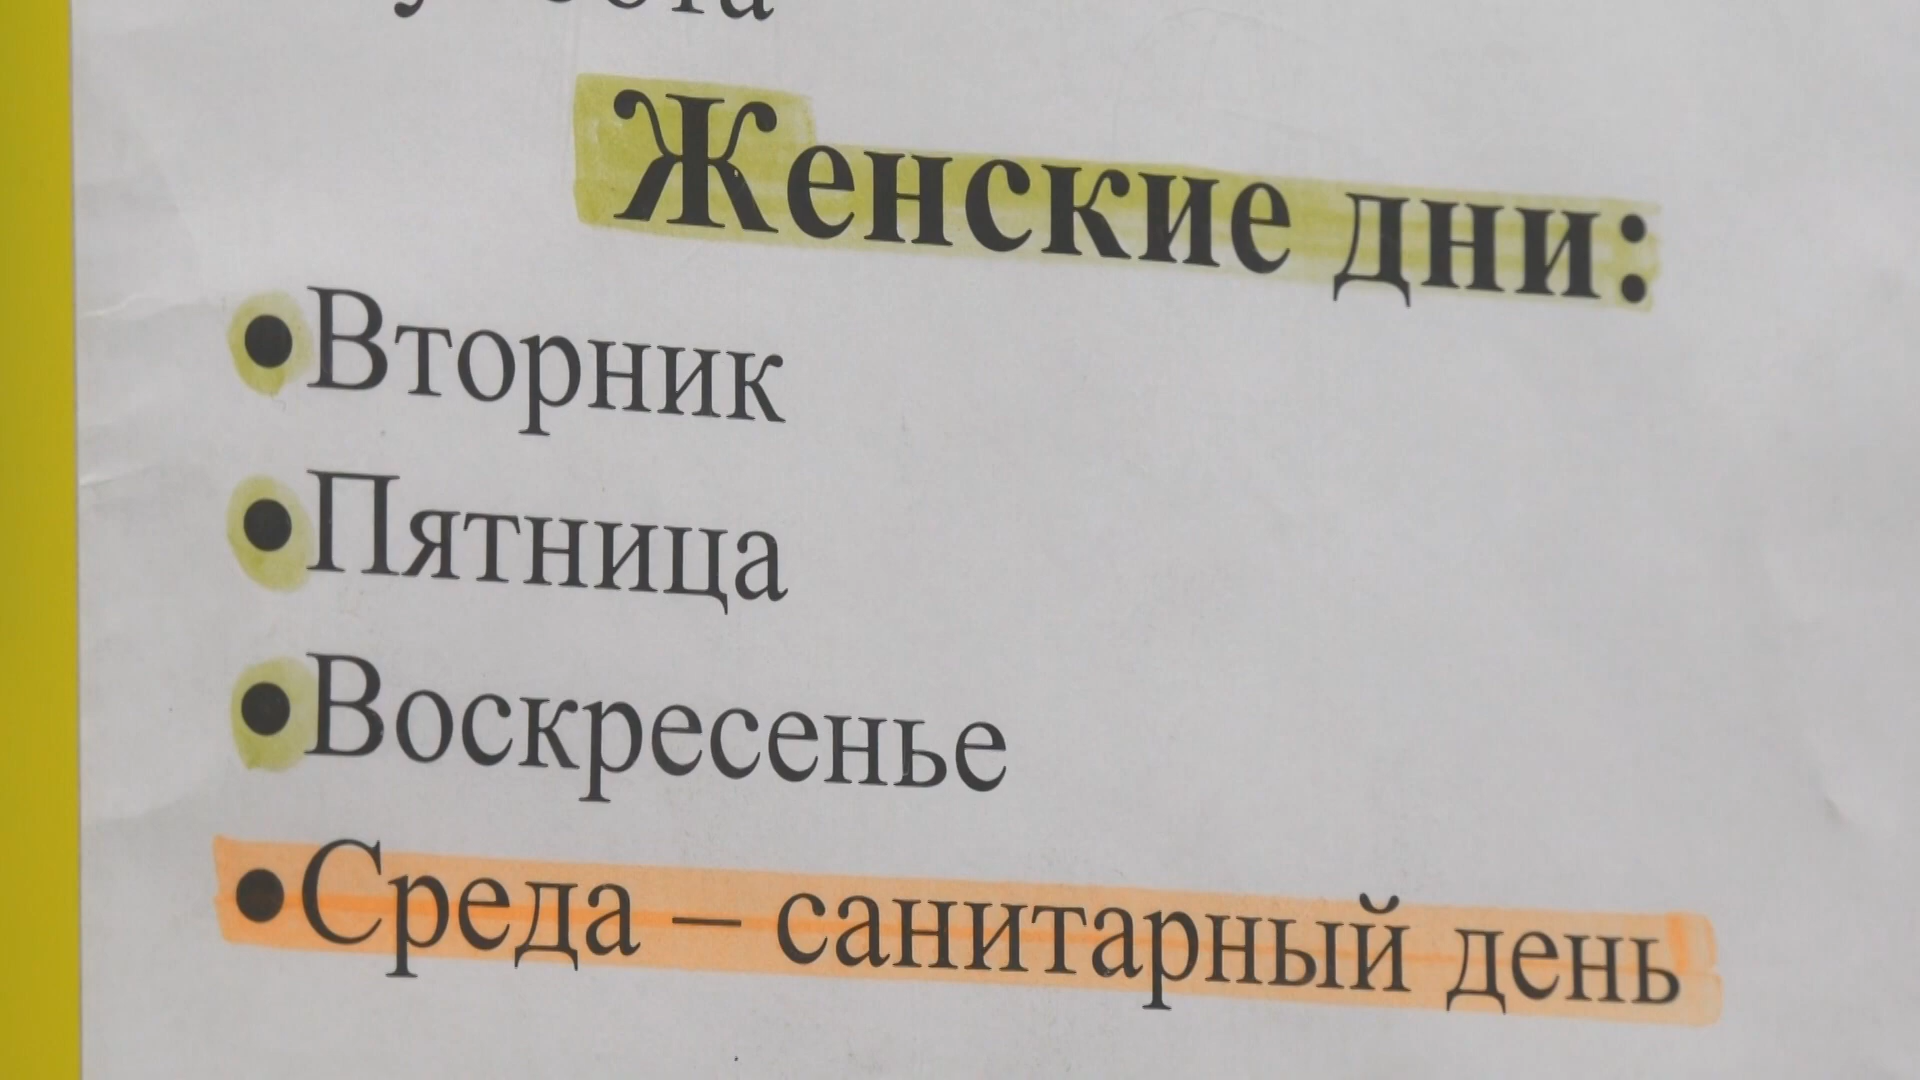 Женские дни:
•Вторник
•Пятница
•Воскресенье
•Среда – санитарный день